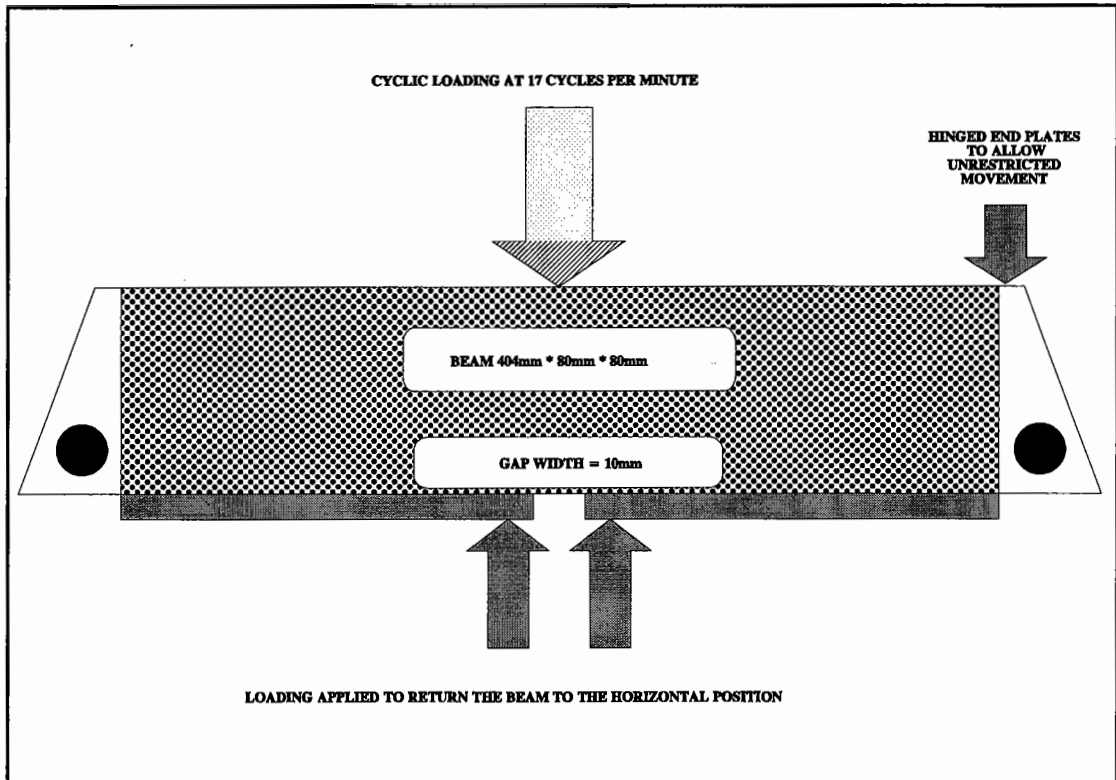 CYCLIC LOADING AT 17 CYCLES PER MINUTE
HINGED END PLATES
TO ALLOW
UNRESTRICTED
MOVEMENT
BEAM 404mm * 80mm * 80mm
GAP WIDTH = 10mm
LOADING APPLIED TO RETURN THE BEAM TO THE HORIZONTAL POSITION